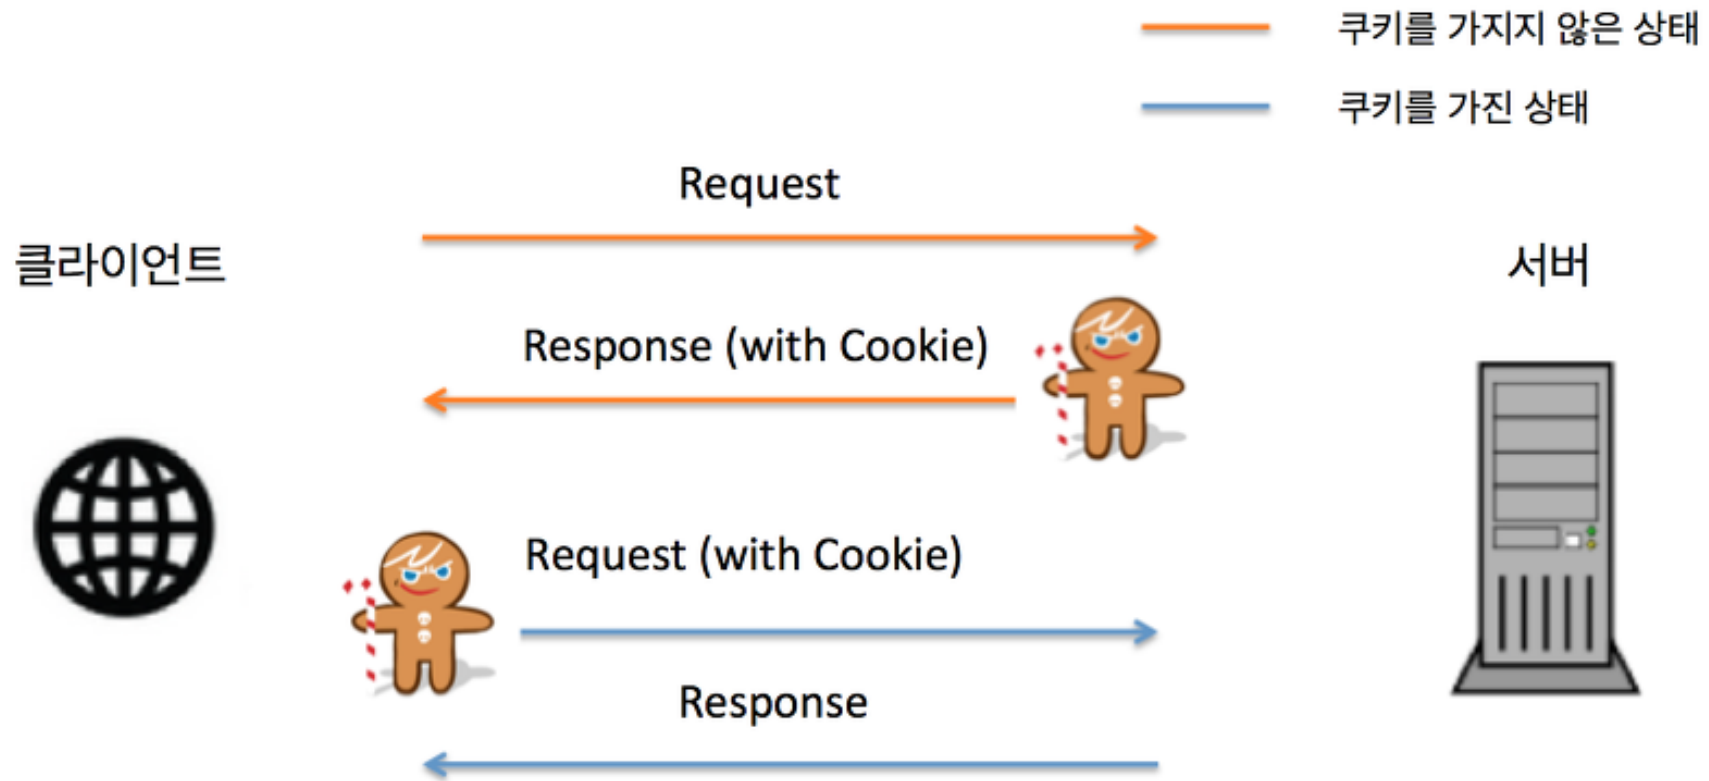 쿠키를 가지지 않은 상태
쿠키를 가진 상태
Request
클라이언트
서버
Response (with Cookie)
Request (with Cookie)
Response